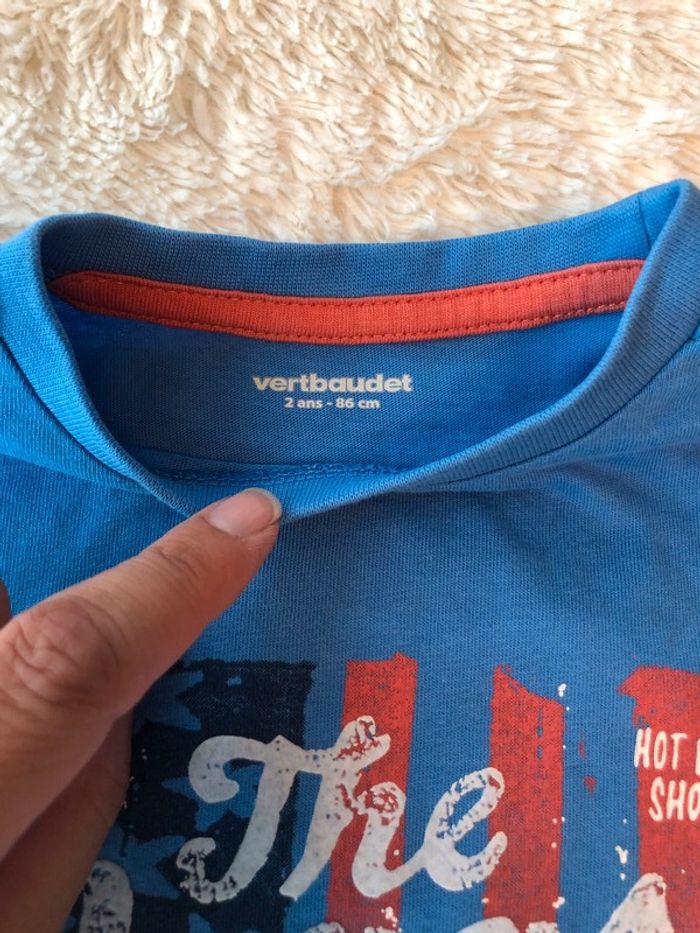 vertbaudet
2 ans - 86 cm
The
HOT
SHO